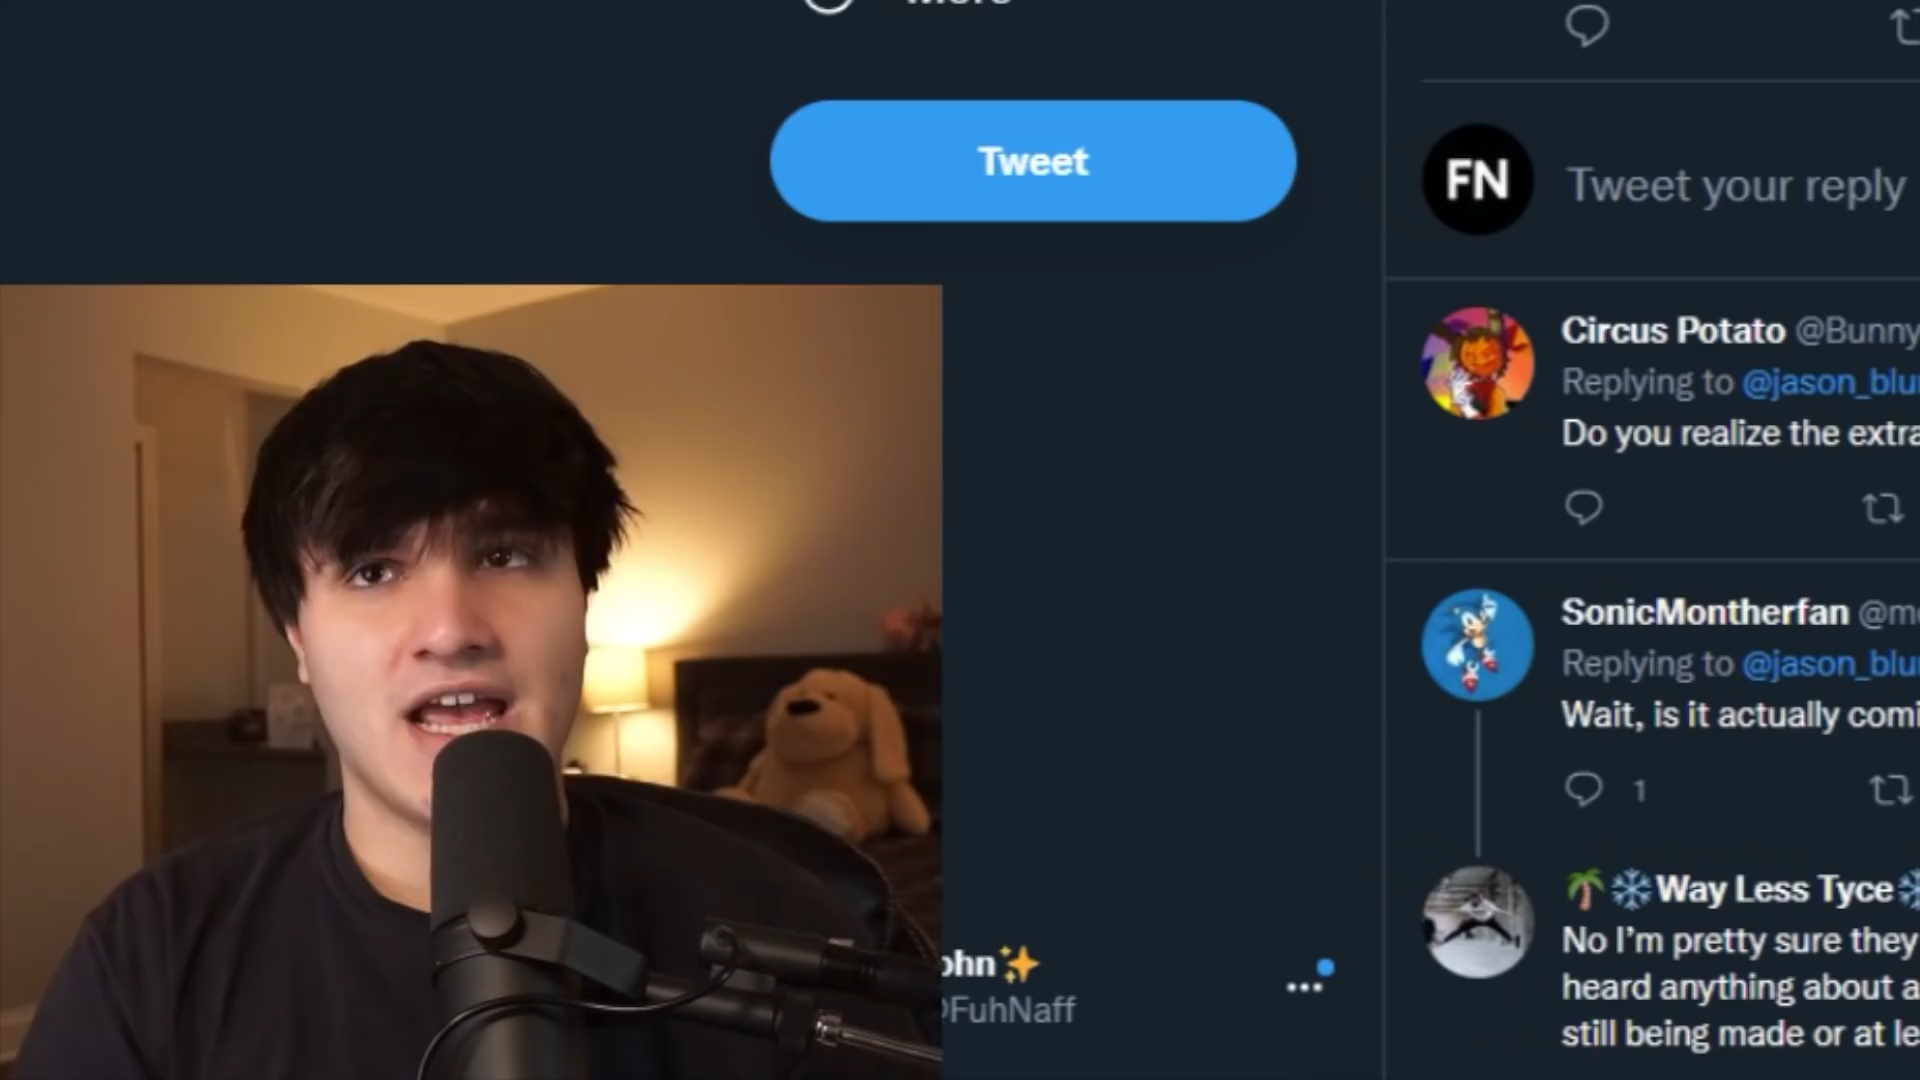 More
Tweet
ohn✨
@FuhNaff
FN
Tweet your reply
Circus Potato @Bunny
Replying to @jason_blu
Do you realize the extra
SonicMontherfan @m
Replying to @jason_blu
Wait, is it actually comi
1
🌴❄️Way Less Tyce❄️
No I'm pretty sure they
heard anything about a
still being made or at le